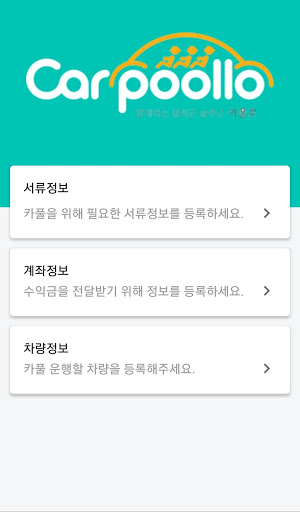 Carpoollo
카풀로
서류정보
카풀을 위해 필요한 서류정보를 등록하세요.
계좌정보
수익금을 전달받기 위해 정보를 등록하세요.
차량정보
카풀 운행할 차량을 등록해주세요.